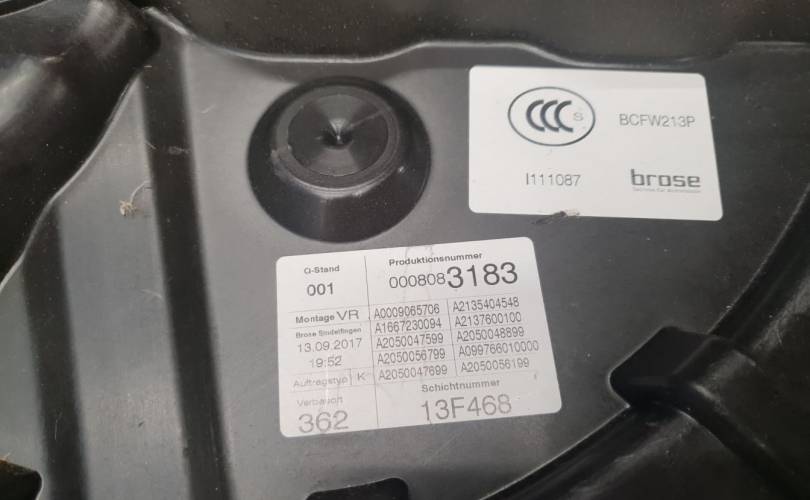 CCC S
BCFW213P
I111087
brose
Q-Stand
001
Produktionsnummer
0008083183
Montage VR
Brose Sindelfingen
13.09.2017
19:52
Auftragstyp K
Verbauort
362
A0009065706 A2135404548
A1667230094 A2137600100
A2050047599 A2050048899
A2050056799 A099766010000
A2050047699 A2050056199
Schichtnummer
13F468